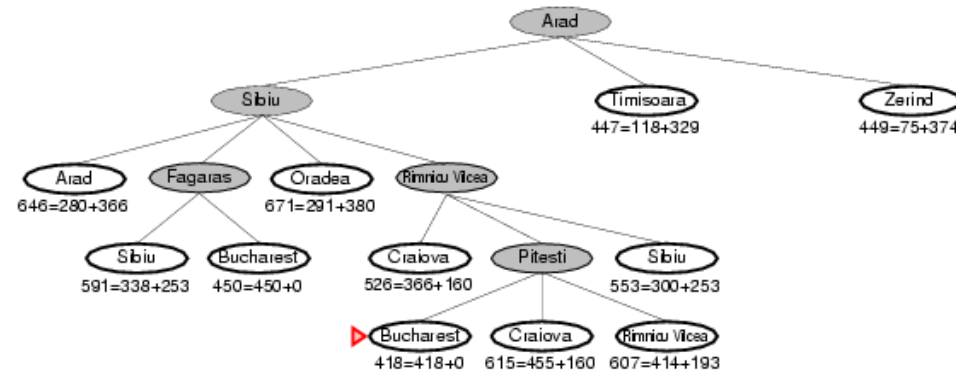 Arad
Sibiu
Timisoara
Zerind
447=118+329
449=75+374
Arad
Fagaras
Oradea
Rimnicu Vilcea
646=280+366
671=291+380
Sibiu
Bucharest
Craiova
Pitesti
Sibiu
591=338+253
450=450+0
526=366+160
553=300+253
Bucharest
Craiova
Rimnicu Vilcea
418=418+0
615=455+160
607=414+193